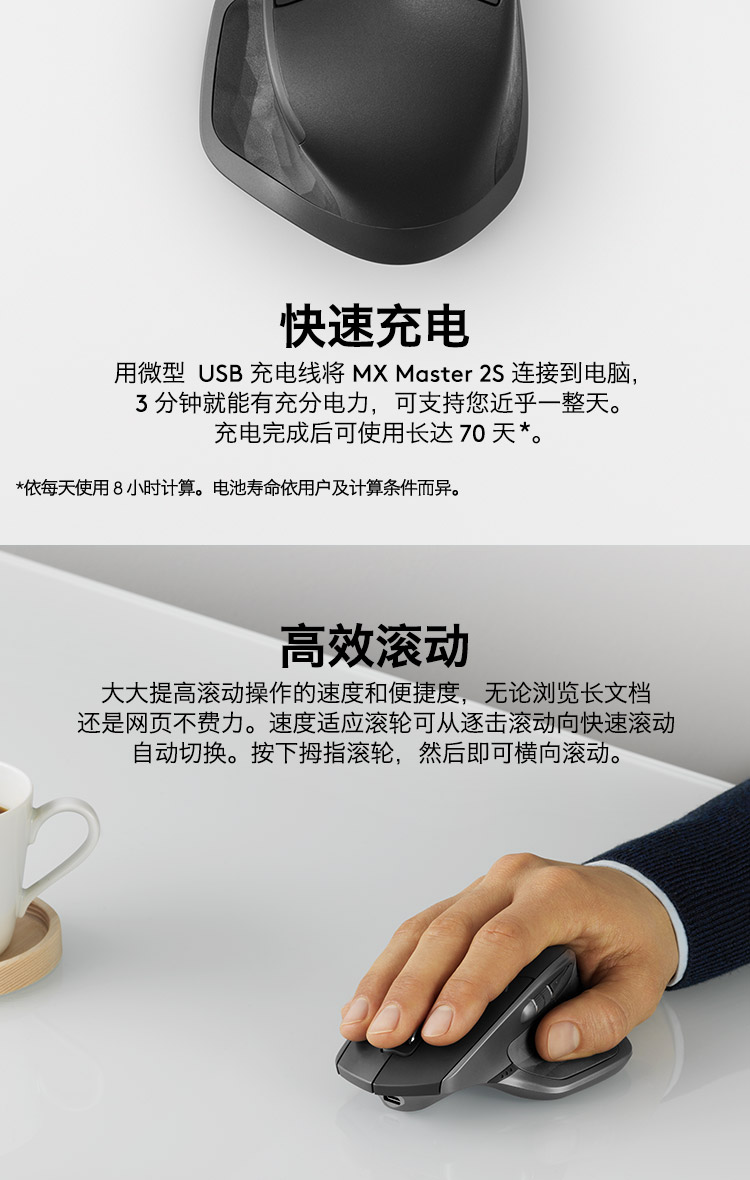 快速充电
用微型 USB 充电线将 MX Master 2S 连接到电脑，
3 分钟就能有充分电力，可支持您近乎一整天。
充电完成后可使用长达 70 天*。
*依每天使用 8 小时计算。电池寿命依用户及计算条件而异。
高效滚动
大大提高滚动操作的速度和便捷度，无论浏览长文档
还是网页不费力。速度适应滚轮可从逐击滚动向快速滚动
自动切换。按下拇指滚轮，然后即可横向滚动。